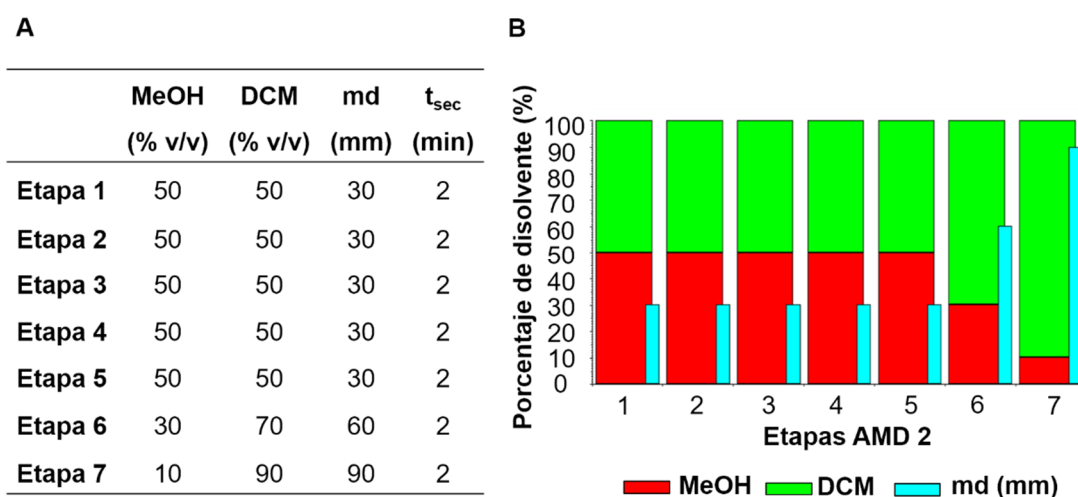 A
MeOH DCM md t_sec
(% v/v) (% v/v) (mm) (min)
Etapa 1 50 50 30 2
Etapa 2 50 50 30 2
Etapa 3 50 50 30 2
Etapa 4 50 50 30 2
Etapa 5 50 50 30 2
Etapa 6 30 70 60 2
Etapa 7 10 90 90 2
B
Porcentaje de disolvente (%)
100
90
80
70
60
50
40
30
20
10
0
1 2 3 4 5 6 7
Etapas AMD 2
MeOH DCM md (mm)